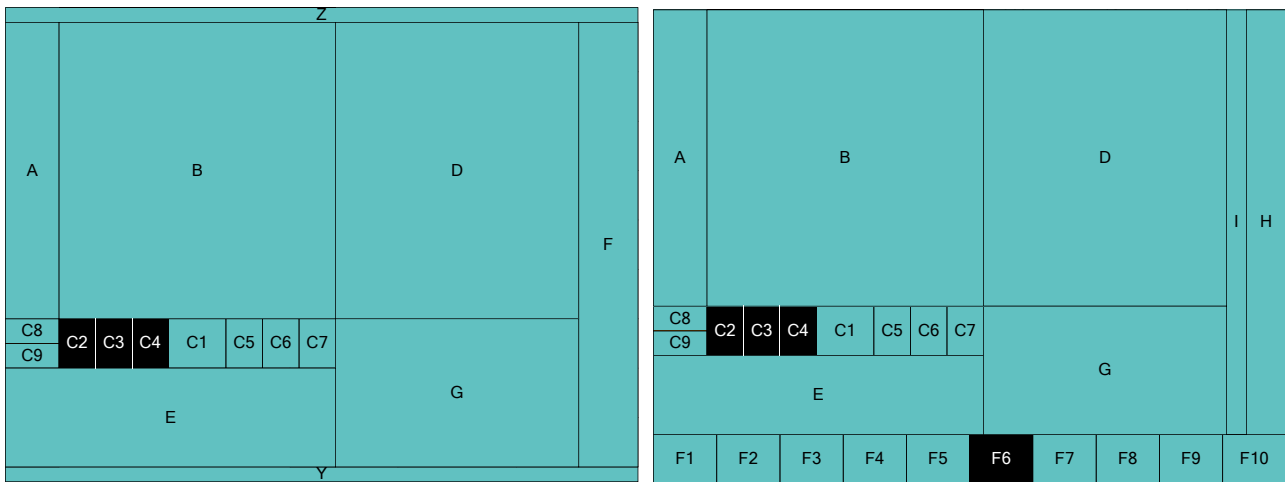 Z
A B D F
C8
C9
C2 C3 C4 C1 C5 C6 C7
E G
Y
A B D I H
C8
C9
C2 C3 C4 C1 C5 C6 C7
E G
F1 F2 F3 F4 F5 F6 F7 F8 F9 F10